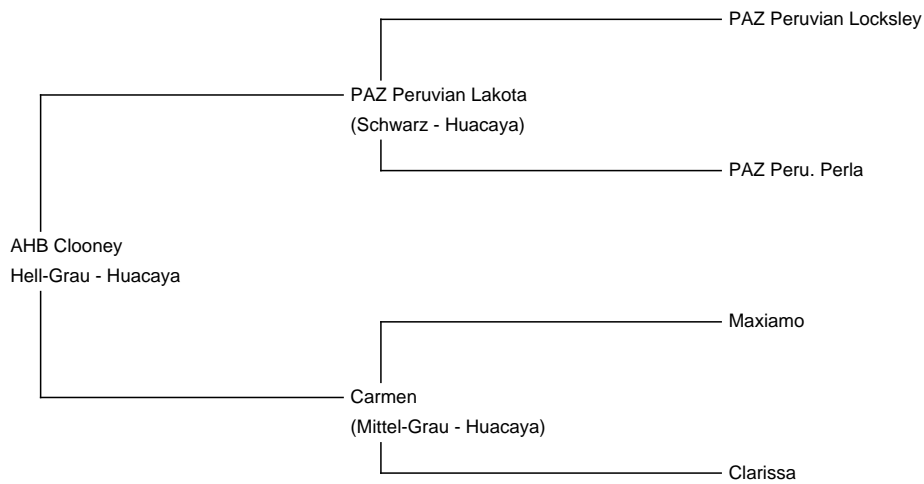 PAZ Peruvian Locksley
PAZ Peruvian Lakota
(Schwarz - Huacaya)
PAZ Peru. Perla
AHB Clooney
Hell-Grau - Huacaya
Maxiamo
Carmen
(Mittel-Grau - Huacaya)
Clarissa